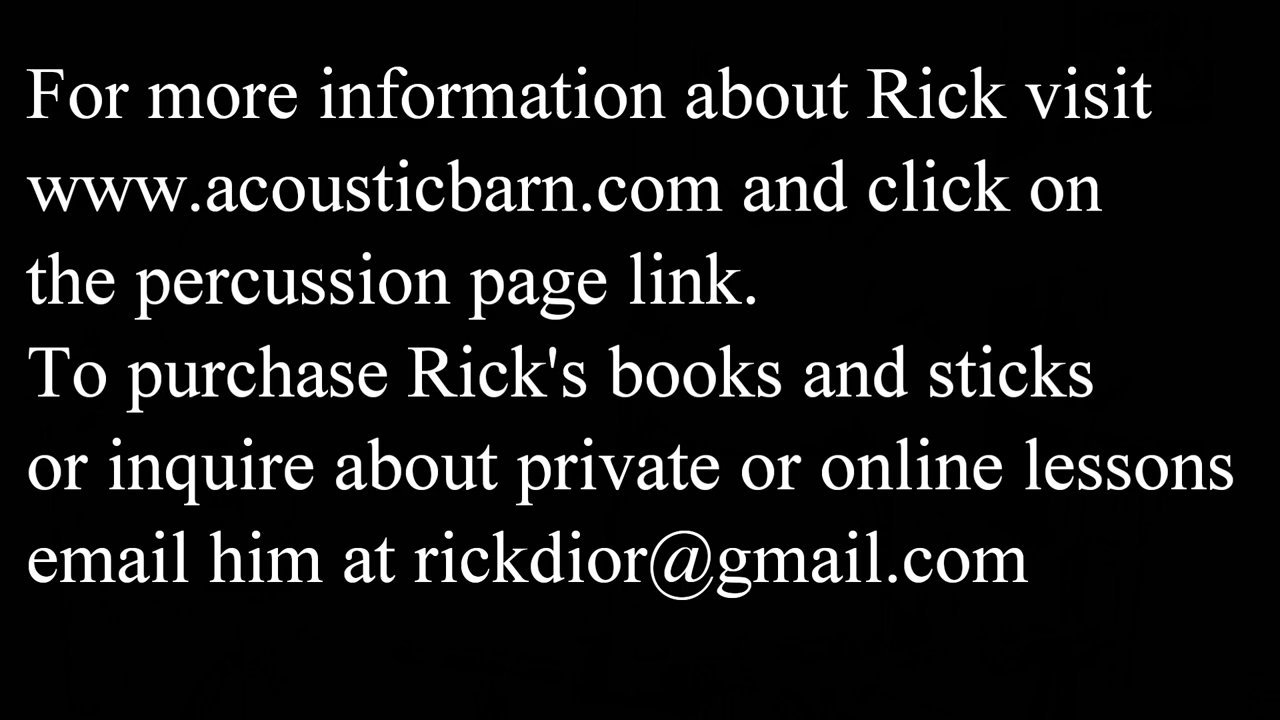 For more information about Rick visit
www.acousticbarn.com and click on
the percussion page link.
To purchase Rick's books and sticks
or inquire about private or online lessons
email him at rickdior@gmail.com